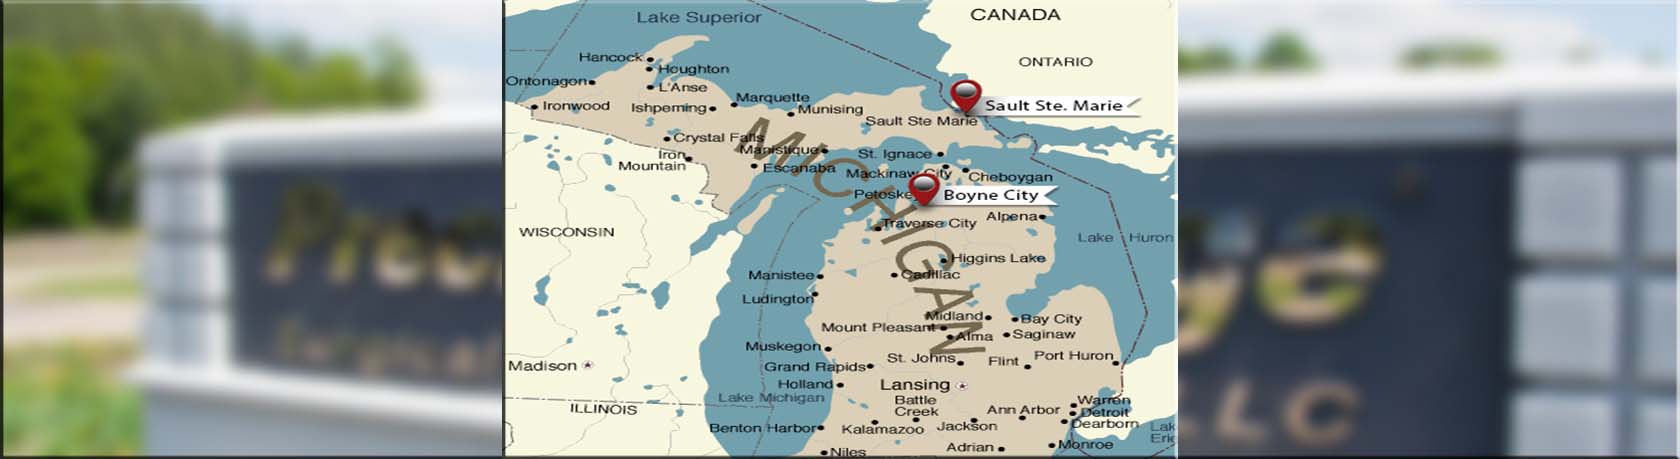 Lake Superior
CANADA
ONTARIO
Hancock
Houghton
Ontonagon
L'Anse
Sault Ste. Marie
Ironwood
Ishpeming
Marquette
Munising
Sault Ste Marie
Crystal Falls
MICHIGAN
Manistique
St. Ignace
Iron
Mountain
Escanaba
Mackinaw City
Cheboygan
Petoske
Boyne City
Alpena
Traverse City
WISCONSIN
Lake Huron
Higgins Lake
Manistee
Cadillac
Ludington
Midland
Bay City
Mount Pleasant
Alma
Saginaw
Muskegon
St. Johns
Flint
Port Huron
Madison
Grand Rapids
Holland
Lansing
Lake Michigan
Battle
Creek
Warren
ILLINOIS
Ann Arbor
Detroit
Dearborn
Benton Harbor
Kalamazoo
Jackson
Lak
Erie
Niles
Adrian
Monroe
LLC